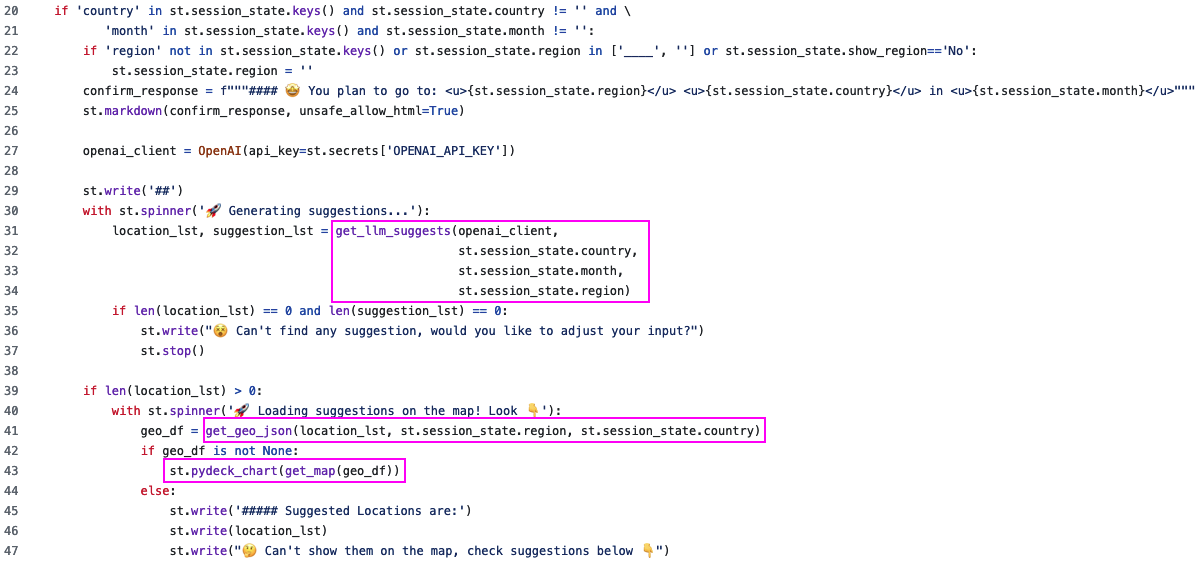 20 if 'country' in st.session_state.keys() and st.session_state.country != '' and \
21 'month' in st.session_state.keys() and st.session_state.month != '':
22 if 'region' not in st.session_state.keys() or st.session_state.region in ['____', ''] or st.session_state.show_region=='No':
23 st.session_state.region = ''
24 confirm_response = f"""#### 🤩 You plan to go to: <u>{st.session_state.region}</u> <u>{st.session_state.country}</u> in <u>{st.session_state.month}</u>"""
25 st.markdown(confirm_response, unsafe_allow_html=True)
26
27 openai_client = OpenAI(api_key=st.secrets['OPENAI_API_KEY'])
28
29 st.write('##')
30 with st.spinner('🚀 Generating suggestions...'):
31 location_lst, suggestion_lst = get_llm_suggests(openai_client,
32 st.session_state.country,
33 st.session_state.month,
34 st.session_state.region)
35 if len(location_lst) == 0 and len(suggestion_lst) == 0:
36 st.write("😵 Can't find any suggestion, would you like to adjust your input?")
37 st.stop()
38
39 if len(location_lst) > 0:
40 with st.spinner('🚀 Loading suggestions on the map! Look 👇'):
41 geo_df = get_geo_json(location_lst, st.session_state.region, st.session_state.country)
42 if geo_df is not None:
43 st.pydeck_chart(get_map(geo_df))
44 else:
45 st.write('##### Suggested Locations are:')
46 st.write(location_lst)
47 st.write("🤔 Can't show them on the map, check suggestions below 👇")